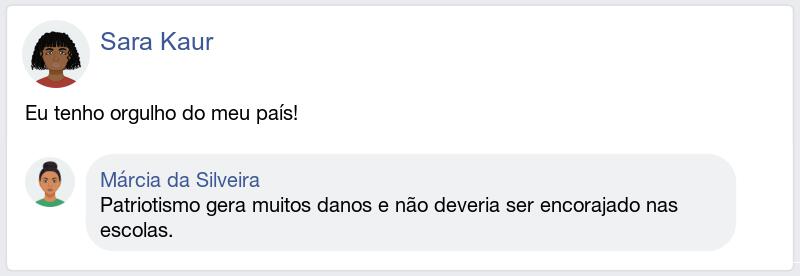 Sara Kaur
Eu tenho orgulho do meu país!
Márcia da Silveira
Patriotismo gera muitos danos e não deveria ser encorajado nas
escolas.